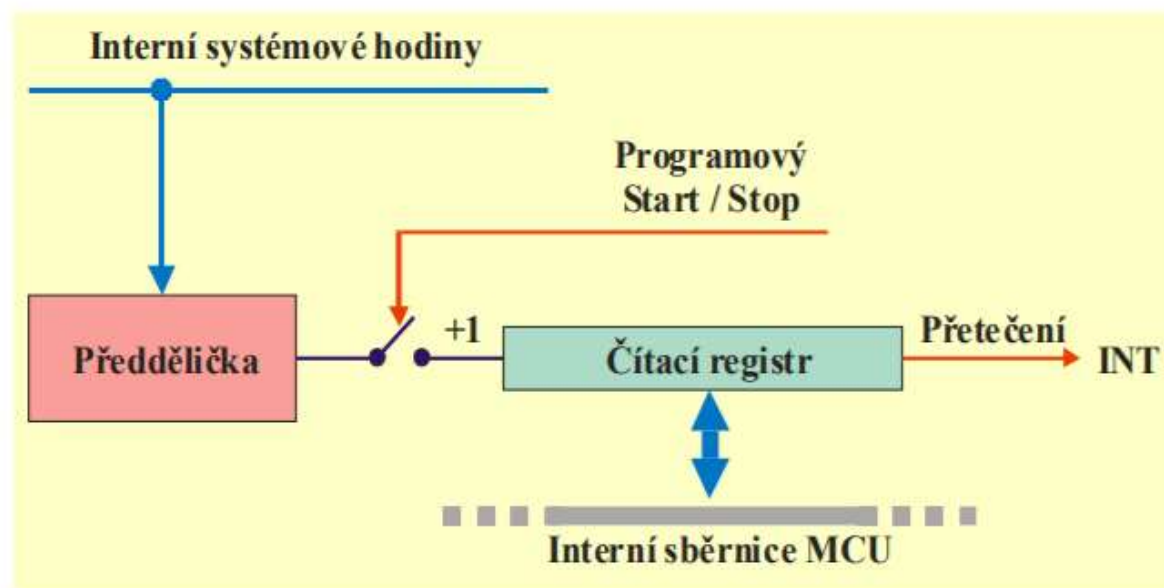 Interní systémové hodiny
Programový
Start / Stop
Předdělička
+1
Čítací registr
Přetečení
INT
Interní sběrnice MCU